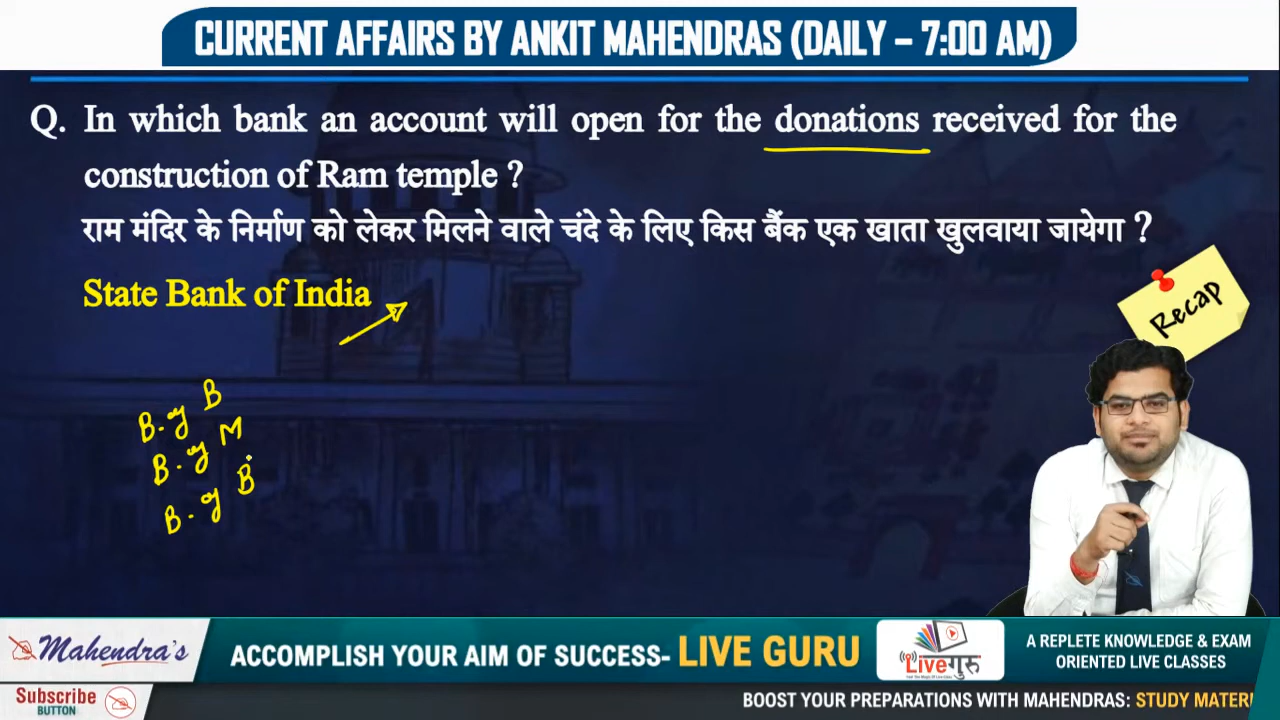 CURRENT AFFAIRS BY ANKIT MAHENDRAS (DAILY – 7:00 AM)
Q. In which bank an account will open for the donations received for the
construction of Ram temple ?
राम मंदिर के निर्माण को लेकर मिलने वाले चंदे के लिए किस बैंक एक खाता खुलवाया जायेगा ?
State Bank of India
Recap
B. of B
B. of M
B. of B
Mahendra's
ACCOMPLISH YOUR AIM OF SUCCESS- LIVE GURU
Liveगुरु
A REPLETE KNOWLEDGE & EXAM
ORIENTED LIVE CLASSES
Subscribe
BUTTON
BOOST YOUR PREPARATIONS WITH MAHENDRAS: STUDY MATERI